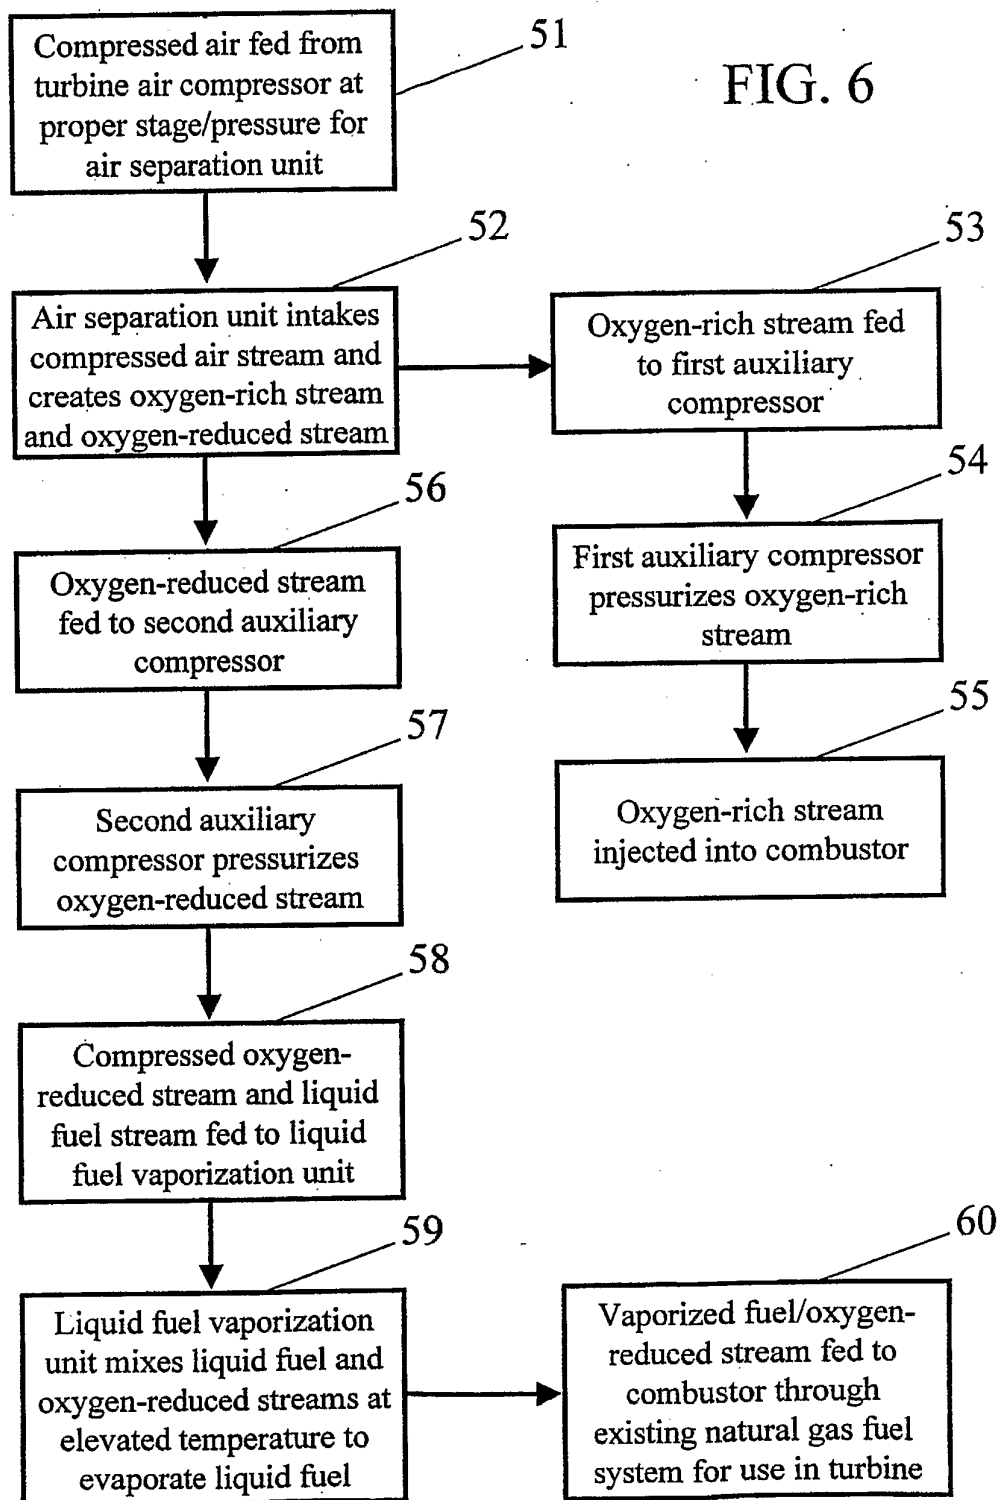 51
Compressed air fed from
turbine air compressor at
proper stage/pressure for
air separation unit
FIG. 6
52
Air separation unit intakes
compressed air stream and
creates oxygen-rich stream
and oxygen-reduced stream
53
Oxygen-rich stream fed
to first auxiliary
compressor
54
First auxiliary compressor
pressurizes oxygen-rich
stream
55
Oxygen-rich stream
injected into combustor
56
Oxygen-reduced stream
fed to second auxiliary
compressor
57
Second auxiliary
compressor pressurizes
oxygen-reduced stream
58
Compressed oxygen-
reduced stream and liquid
fuel stream fed to liquid
fuel vaporization unit
59
Liquid fuel vaporization
unit mixes liquid fuel and
oxygen-reduced streams at
elevated temperature to
evaporate liquid fuel
60
Vaporized fuel/oxygen-
reduced stream fed to
combustor through
existing natural gas fuel
system for use in turbine